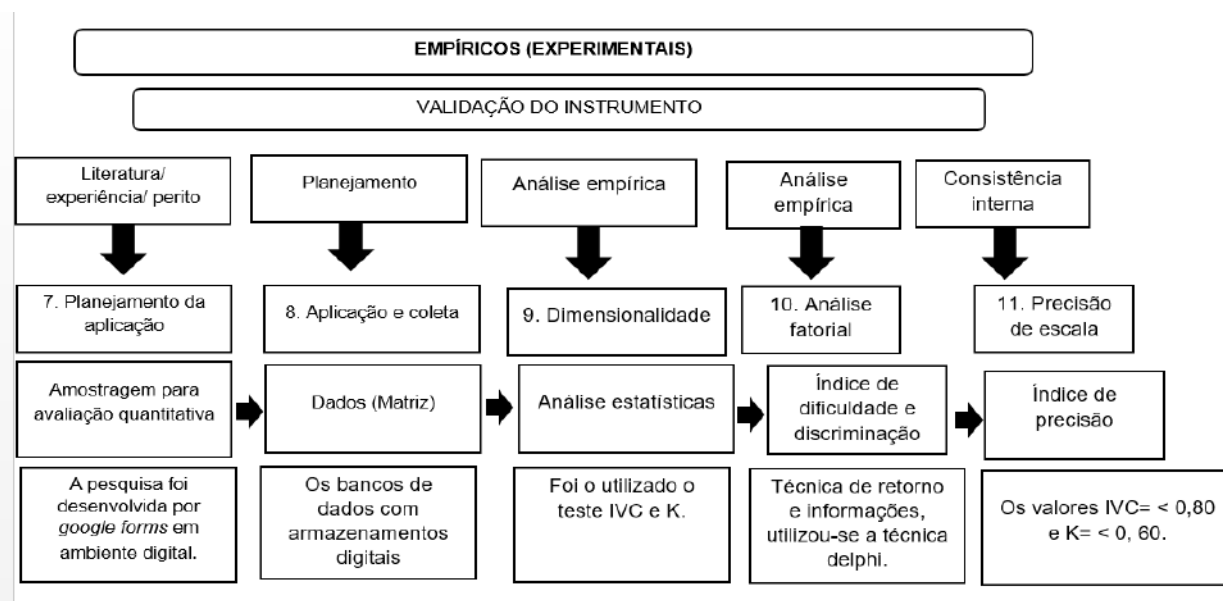 EMPÍRICOS (EXPERIMENTAIS)
VALIDAÇÃO DO INSTRUMENTO
Literatura/
experiência/ perito
Planejamento
Análise empírica
Análise
empírica
Consistência
interna
7. Planejamento da
aplicação
8. Aplicação e coleta
9. Dimensionalidade
10. Análise
fatorial
11. Precisão
de escala
Amostragem para
avaliação quantitativa
Dados (Matriz)
Análise estatísticas
Índice de
dificuldade e
discriminação
Índice de
precisão
A pesquisa foi
desenvolvida por
google forms em
ambiente digital.
Os bancos de
dados com
armazenamentos
digitais
Foi o utilizado o
teste IVC e K.
Técnica de retorno
e informações,
utilizou-se a técnica
delphi.
Os valores IVC= < 0,80
e K= < 0, 60.